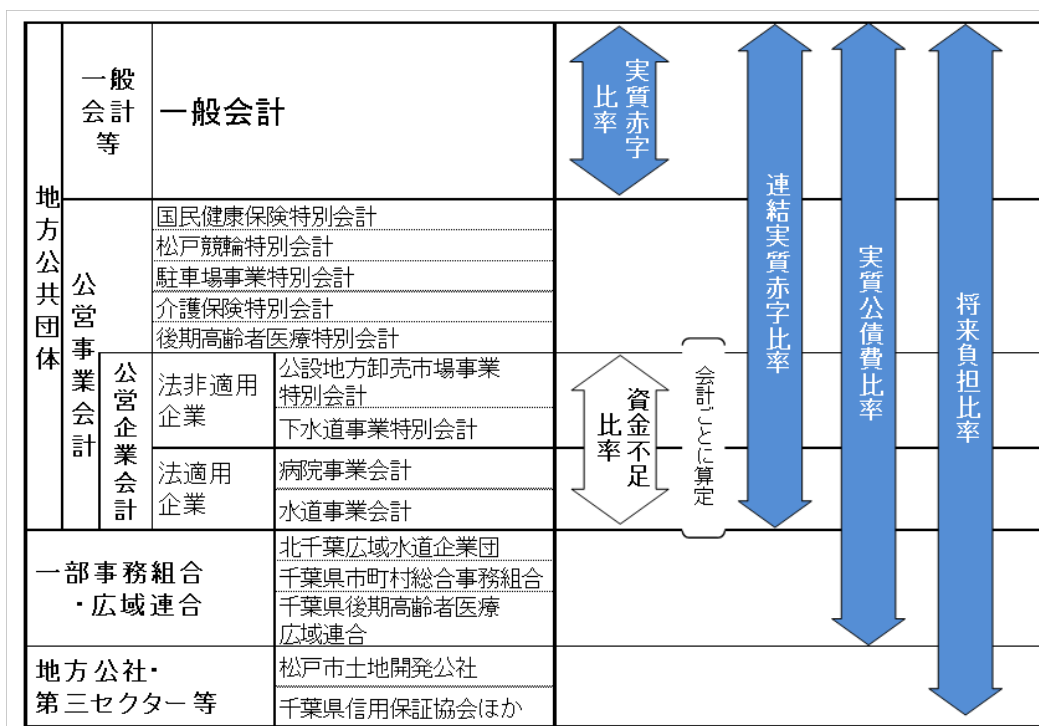 地方公共団体
一般
会計
等
一般会計
公営事業会計
国民健康保険特別会計
松戸競輪特別会計
駐車場事業特別会計
介護保険特別会計
後期高齢者医療特別会計
公営企業会計
法非適用
企業
公設地方卸売市場事業
特別会計
下水道事業特別会計
法適用
企業
病院事業会計
水道事業会計
一部事務組合
・広域連合
北千葉広域水道企業団
千葉県市町村総合事務組合
千葉県後期高齢者医療
広域連合
地方公社・
第三セクター等
松戸市土地開発公社
千葉県信用保証協会ほか
実質赤字
比率
資金不足
比率
会計ごとに算定
連結実質赤字比率
実質公債費比率
将来負担比率